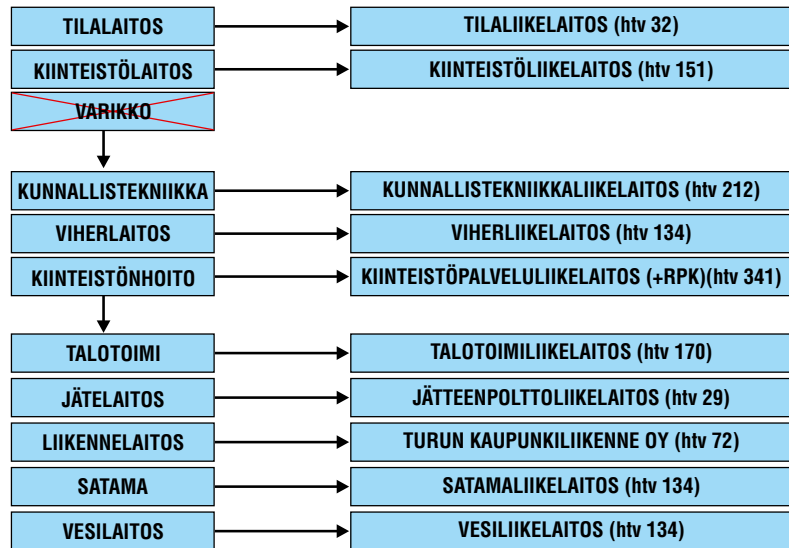 TILALAITOS
TILALIIKELAITOS (htv 32)
KIINTEISTÖLAITOS
KIINTEISTÖLIIKELAITOS (htv 151)
VARIKKO
KUNNALLISTEKNIIKKA
KUNNALLISTEKNIIKKALIIKELAITOS (htv 212)
VIHERLAITOS
VIHERLIIKELAITOS (htv 134)
KIINTEISTÖNHOITO
KIINTEISTÖPALVELULIIKELAITOS (+RPK)(htv 341)
TALOTOIMI
TALOTOIMILIIKELAITOS (htv 170)
JÄTELAITOS
JÄTTEENPOLTTOLIIKELAITOS (htv 29)
LIIKENNELAITOS
TURUN KAUPUNKILIIKENNE OY (htv 72)
SATAMA
SATAMALIIKELAITOS (htv 134)
VESILAITOS
VESILIIKELAITOS (htv 134)